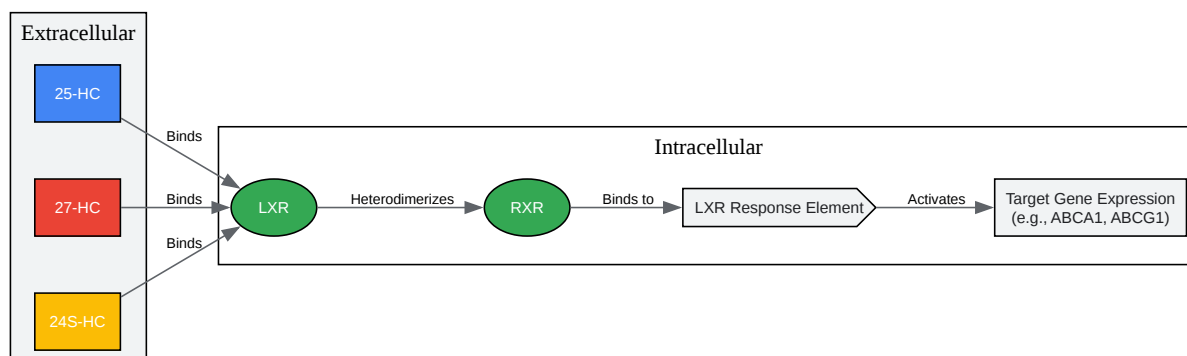 Extracellular
25-HC
27-HC
24S-HC
Binds
Binds
Binds
Intracellular
LXR
Heterodimerizes
RXR
Binds to
LXR Response Element
Activates
Target Gene Expression
(e.g., ABCA1, ABCG1)